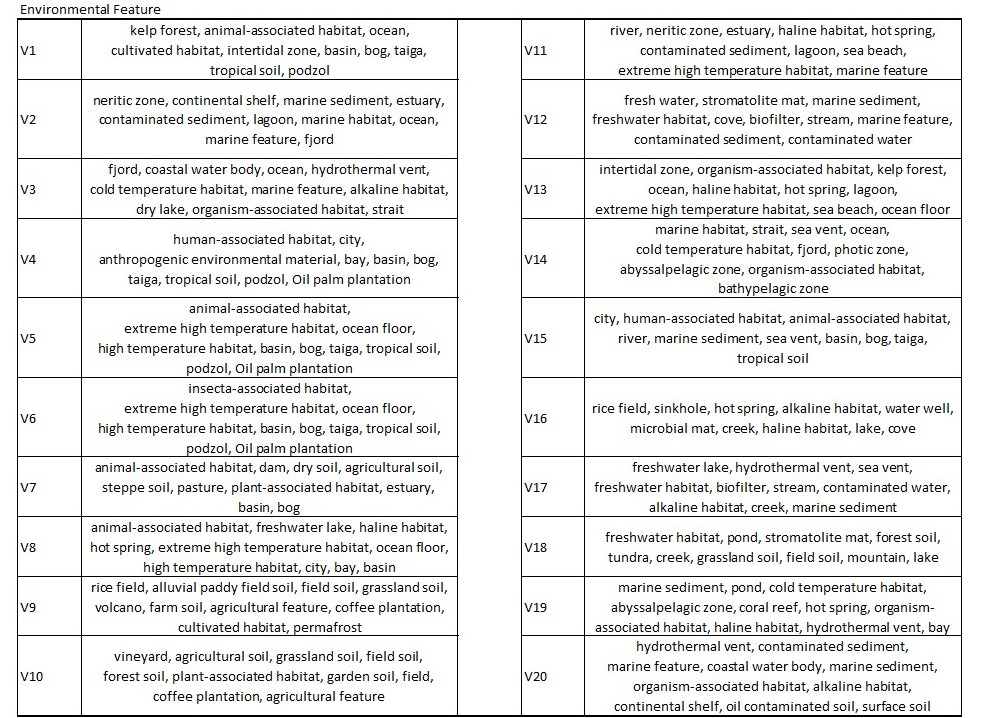 Environmental Feature
V1
kelp forest, animal-associated habitat, ocean,
cultivated habitat, intertidal zone, basin, bog, taiga,
tropical soil, podzol
V2
neritic zone, continental shelf, marine sediment, estuary,
contaminated sediment, lagoon, marine habitat, ocean,
marine feature, fjord
V3
fjord, coastal water body, ocean, hydrothermal vent,
cold temperature habitat, marine feature, alkaline habitat,
dry lake, organism-associated habitat, strait
V4
human-associated habitat, city,
anthropogenic environmental material, bay, basin, bog,
taiga, tropical soil, podzol, Oil palm plantation
V5
animal-associated habitat,
extreme high temperature habitat, ocean floor,
high temperature habitat, basin, bog, taiga, tropical soil,
podzol, Oil palm plantation
V6
insecta-associated habitat,
extreme high temperature habitat, ocean floor,
high temperature habitat, basin, bog, taiga, tropical soil,
podzol, Oil palm plantation
V7
animal-associated habitat, dam, dry soil, agricultural soil,
steppe soil, pasture, plant-associated habitat, estuary,
basin, bog
V8
animal-associated habitat, freshwater lake, haline habitat,
hot spring, extreme high temperature habitat, ocean floor,
high temperature habitat, city, bay, basin
V9
rice field, alluvial paddy field soil, field soil, grassland soil,
volcano, farm soil, agricultural feature, coffee plantation,
cultivated habitat, permafrost
V10
vineyard, agricultural soil, grassland soil, field soil,
forest soil, plant-associated habitat, garden soil, field,
coffee plantation, agricultural feature
V11
river, neritic zone, estuary, haline habitat, hot spring,
contaminated sediment, lagoon, sea beach,
extreme high temperature habitat, marine feature
V12
fresh water, stromatolite mat, marine sediment,
freshwater habitat, cove, biofilter, stream, marine feature,
contaminated sediment, contaminated water
V13
intertidal zone, organism-associated habitat, kelp forest,
ocean, haline habitat, hot spring, lagoon,
extreme high temperature habitat, sea beach, ocean floor
V14
marine habitat, strait, sea vent, ocean,
cold temperature habitat, fjord, photic zone,
abyssalpelagic zone, organism-associated habitat,
bathypelagic zone
V15
city, human-associated habitat, animal-associated habitat,
river, marine sediment, sea vent, basin, bog, taiga,
tropical soil
V16
rice field, sinkhole, hot spring, alkaline habitat, water well,
microbial mat, creek, haline habitat, lake, cove
V17
freshwater lake, hydrothermal vent, sea vent,
freshwater habitat, biofilter, stream, contaminated water,
alkaline habitat, creek, marine sediment
V18
freshwater habitat, pond, stromatolite mat, forest soil,
tundra, creek, grassland soil, field soil, mountain, lake
V19
marine sediment, pond, cold temperature habitat,
abyssalpelagic zone, coral reef, hot spring, organism-
associated habitat, haline habitat, hydrothermal vent, bay
V20
hydrothermal vent, contaminated sediment,
marine feature, coastal water body, marine sediment,
organism-associated habitat, alkaline habitat,
continental shelf, oil contaminated soil, surface soil